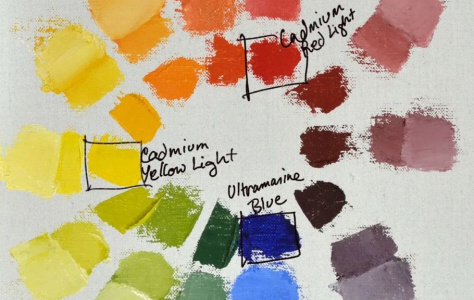 Cadmium
Red Light
Cadmium
Yellow Light
Ultramarine
Blue